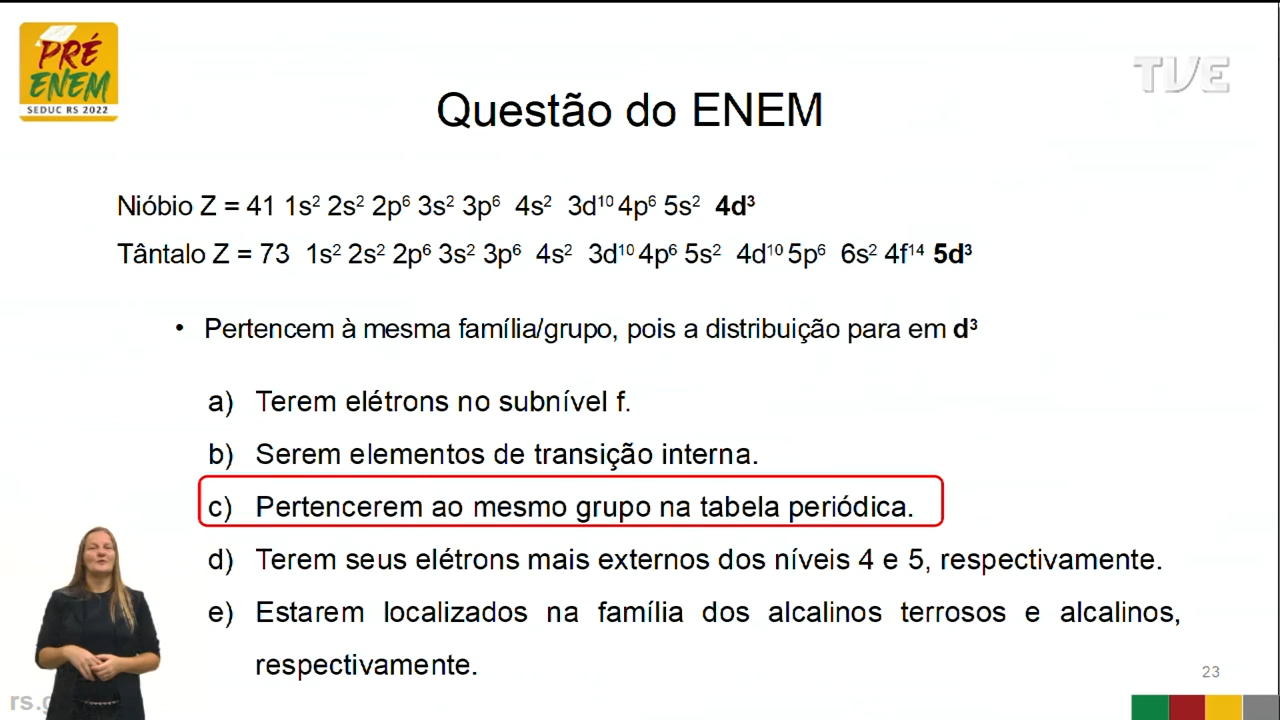 PRÉ
ENEM
SEDUC RS 2022
TVE
Questão do ENEM
Nióbio Z = 41 1s² 2s² 2p⁶ 3s² 3p⁶ 4s² 3d¹⁰ 4p⁶ 5s² 4d³
Tântalo Z = 73 1s² 2s² 2p⁶ 3s² 3p⁶ 4s² 3d¹⁰ 4p⁶ 5s² 4d¹⁰ 5p⁶ 6s² 4f¹⁴ 5d³
• Pertencem à mesma família/grupo, pois a distribuição para em d³
a) Terem elétrons no subnível f.
b) Serem elementos de transição interna.
c) Pertencerem ao mesmo grupo na tabela periódica.
d) Terem seus elétrons mais externos dos níveis 4 e 5, respectivamente.
e) Estarem localizados na família dos alcalinos terrosos e alcalinos,
respectivamente.
23